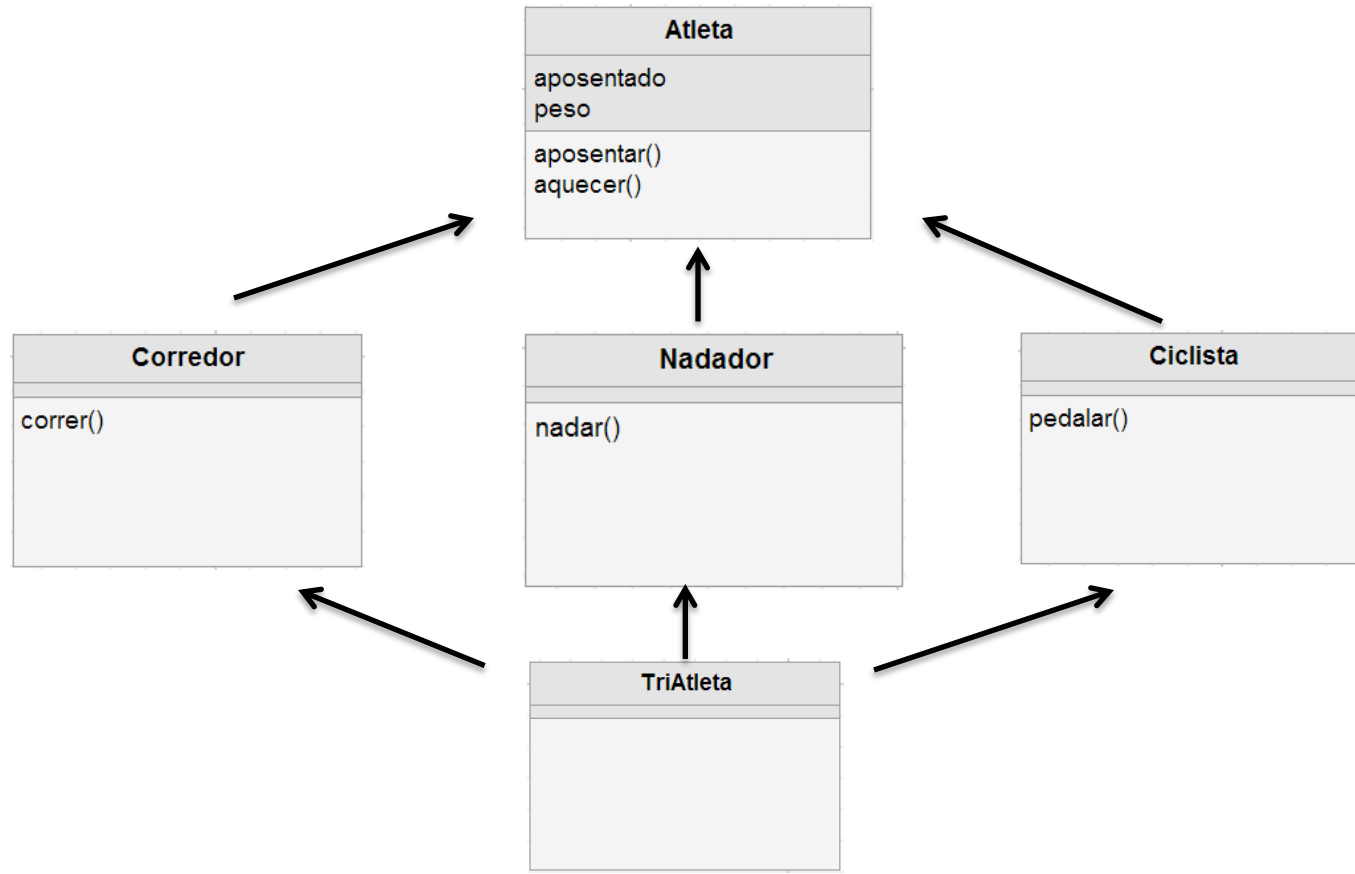 Atleta
aposentado
peso
aposentar()
aquecer()
Corredor
correr()
Nadador
nadar()
Ciclista
pedalar()
TriAtleta